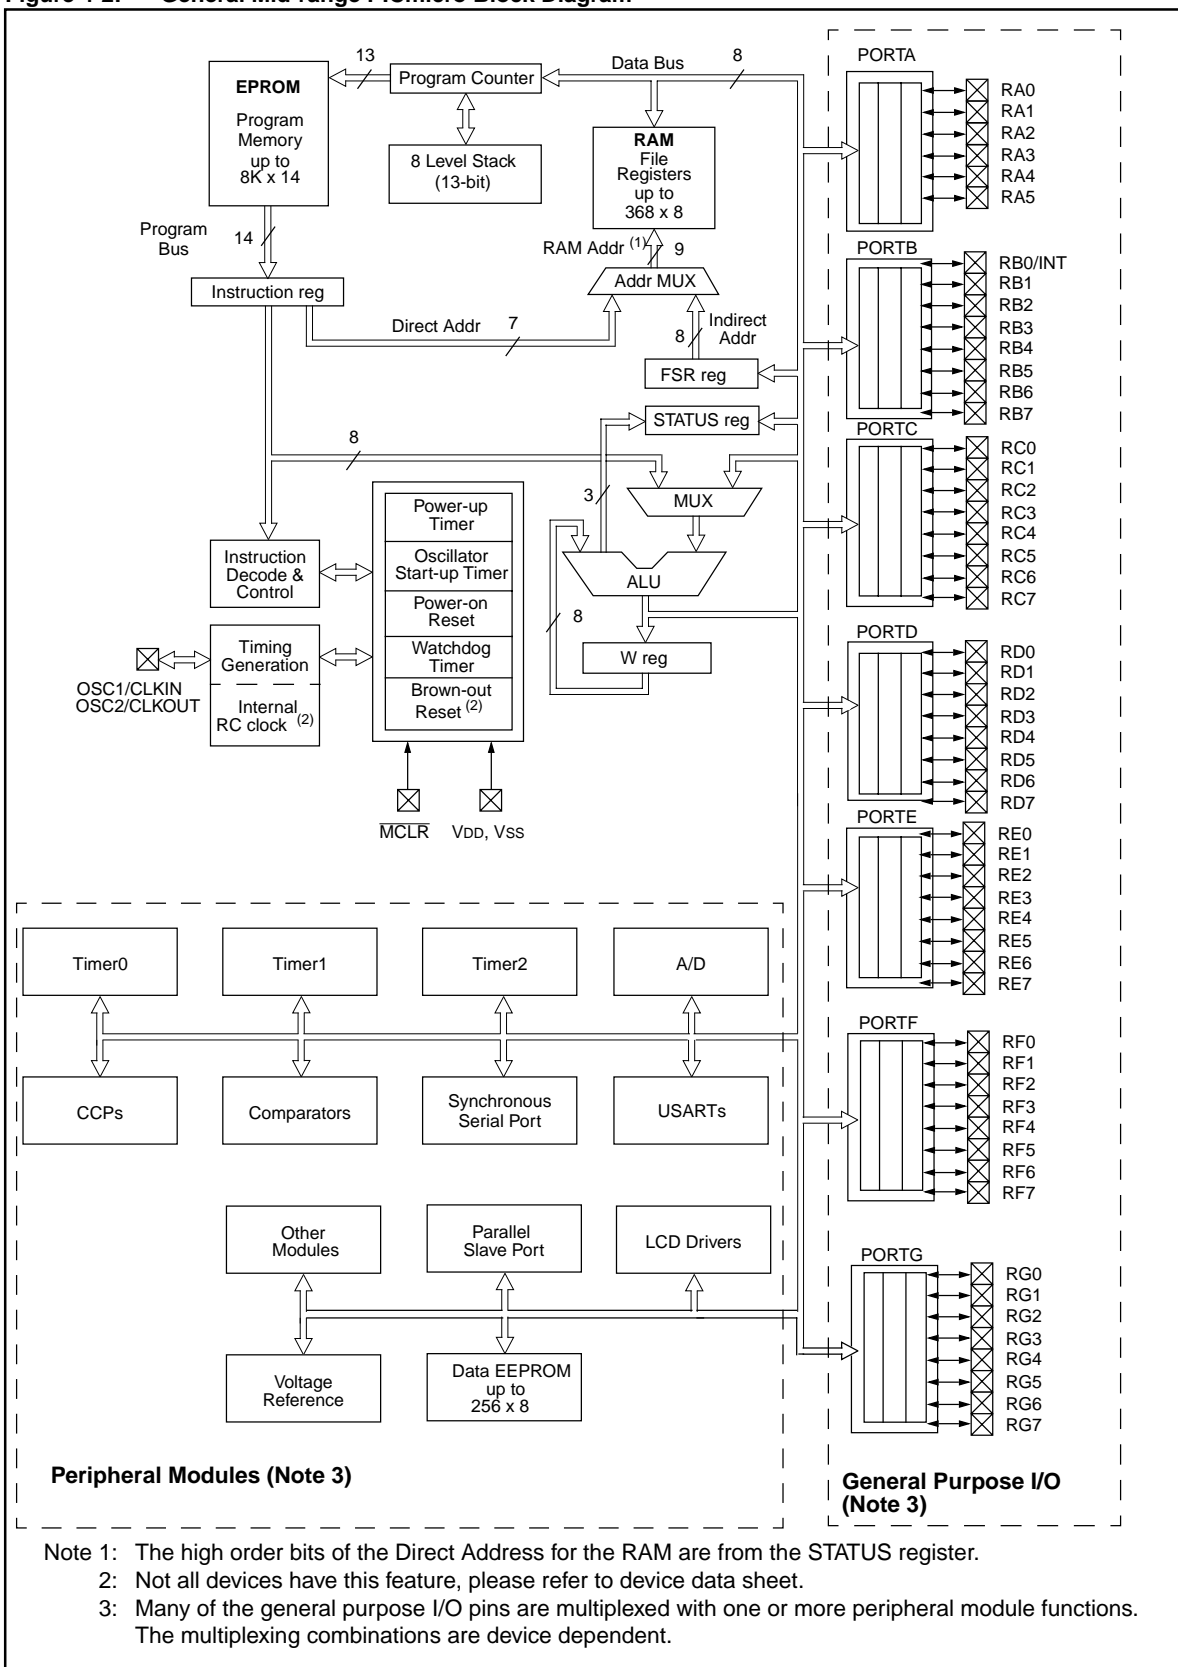 Figure 4-2: General Mid-range PICmicro Block Diagram
EPROM
Program
Memory
up to
8K x 14
13
Program Counter
Data Bus
8
8 Level Stack
(13-bit)
RAM
File
Registers
up to
368 x 8
Program
Bus
14
RAM Addr (1)
9
Instruction reg
Addr MUX
Direct Addr
7
8
Indirect
Addr
FSR reg
STATUS reg
8
3
MUX
ALU
8
W reg
Power-up
Timer
Oscillator
Start-up Timer
Power-on
Reset
Watchdog
Timer
Brown-out
Reset (2)
Instruction
Decode &
Control
Timing
Generation
Internal
RC clock (2)
OSC1/CLKIN
OSC2/CLKOUT
MCLR
VDD, VSS
PORTA
RA0
RA1
RA2
RA3
RA4
RA5
PORTB
RB0/INT
RB1
RB2
RB3
RB4
RB5
RB6
RB7
PORTC
RC0
RC1
RC2
RC3
RC4
RC5
RC6
RC7
PORTD
RD0
RD1
RD2
RD3
RD4
RD5
RD6
RD7
PORTE
RE0
RE1
RE2
RE3
RE4
RE5
RE6
RE7
PORTF
RF0
RF1
RF2
RF3
RF4
RF5
RF6
RF7
PORTG
RG0
RG1
RG2
RG3
RG4
RG5
RG6
RG7
General Purpose I/O
(Note 3)
Timer0
Timer1
Timer2
A/D
CCPs
Comparators
Synchronous
Serial Port
USARTs
Other
Modules
Parallel
Slave Port
LCD Drivers
Voltage
Reference
Data EEPROM
up to
256 x 8
Peripheral Modules (Note 3)
Note 1: The high order bits of the Direct Address for the RAM are from the STATUS register.
2: Not all devices have this feature, please refer to device data sheet.
3: Many of the general purpose I/O pins are multiplexed with one or more peripheral module functions.
The multiplexing combinations are device dependent.